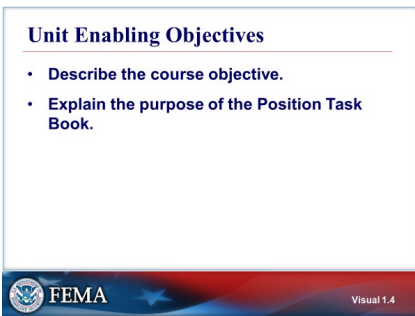 Unit Enabling Objectives
• Describe the course objective.
• Explain the purpose of the Position Task
Book.
FEMA
Visual 1.4